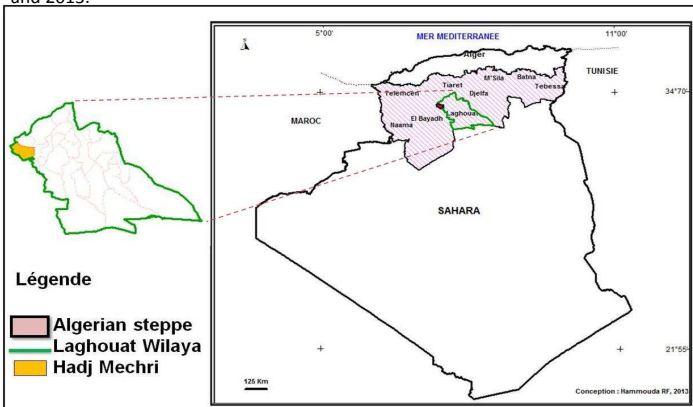 and 2013.
5°00'
MER MEDITERRANEE
11°00'
Alger
TUNISIE
M'Sila
Batna
Tiaret
Tebessa
Telemcen
Djelfa
34°70'
MAROC
El Bayadh
Laghouat
Naama
SAHARA
Légende
Algerian steppe
Laghouat Wilaya
Hadj Mechri
21°55'
125 Km
Conception : Hammouda RF, 2013